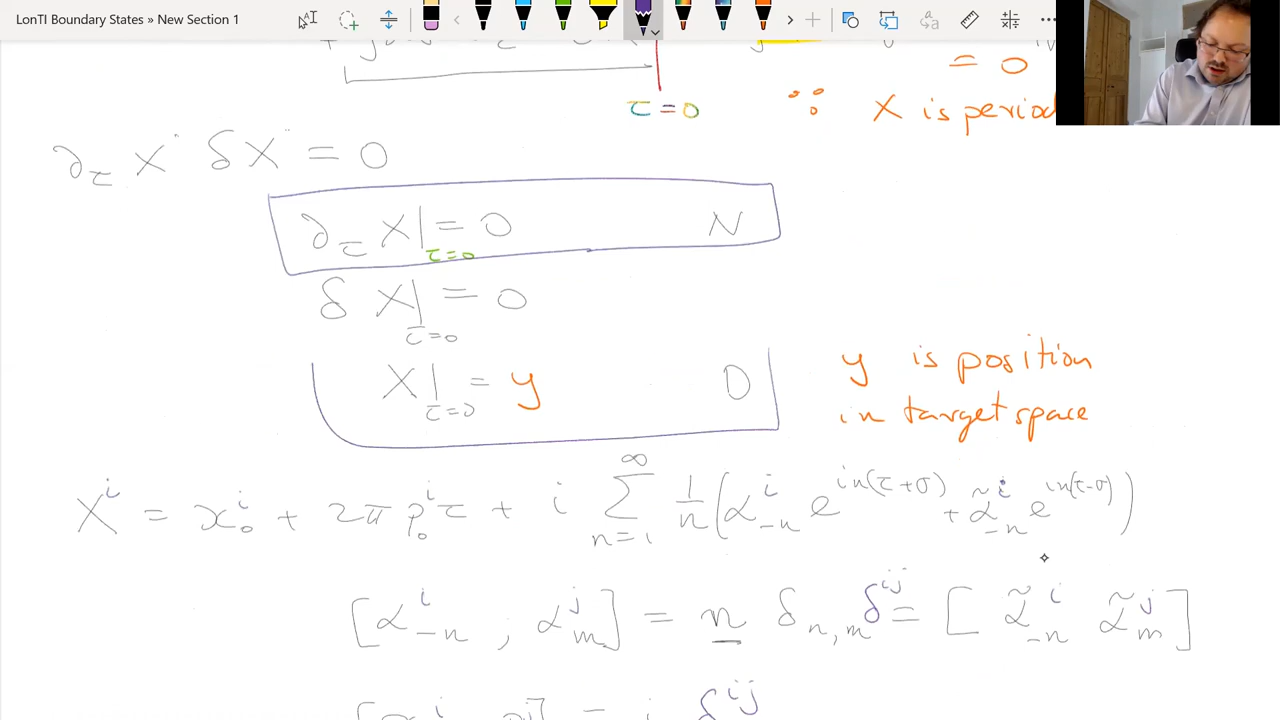 LonTI Boundary States » New Section 1
= 0
τ=0
∵ X is period
∂_τ X^i δX^i = 0
∂_τ X|_{τ=0} = 0 N
δ X|_{τ=0} = 0
X|_{τ=0} = y D
y is position
in target space
X^i = x_0^i + 2π p_0^i τ + i ∑_{n=1}^∞ 1/n (α_{-n}^i e^{in(τ+σ)} + α̃_{-n}^i e^{in(τ-σ)})
[α_{-n}^i , α_m^j] = n δ_{n,m} δ^{ij} = [α̃_{-n}^i α̃_m^j]
= i δ^{ij}